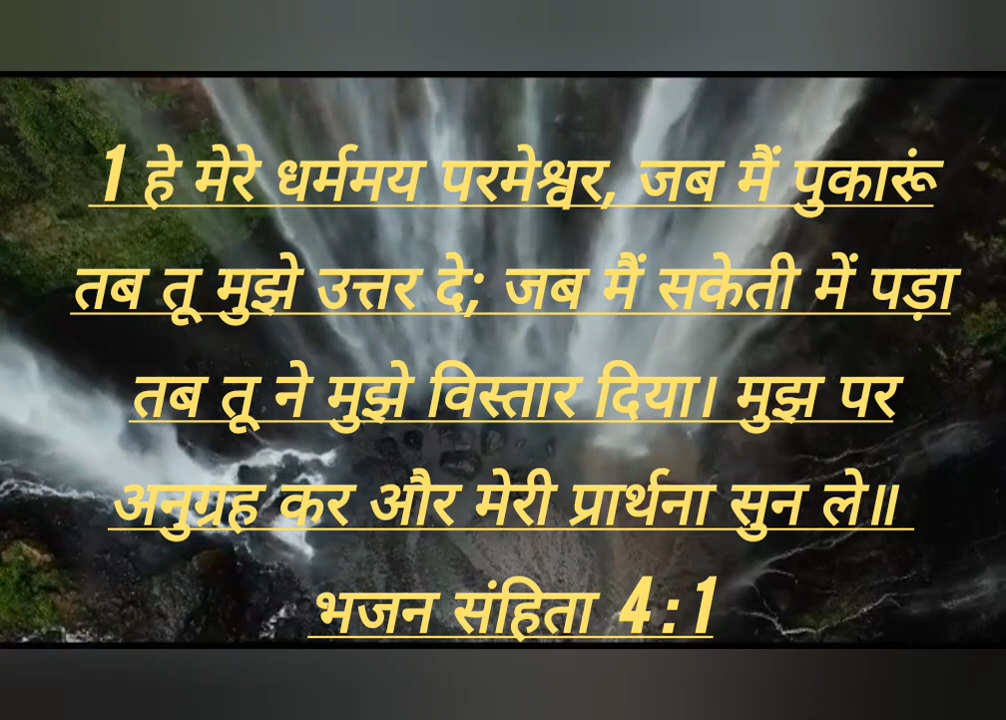 1 हे मेरे धर्ममय परमेश्वर, जब मैं पुकारूं
तब तू मुझे उत्तर दे; जब मैं सकेती में पड़ा
तब तू ने मुझे विस्तार दिया। मुझ पर
अनुग्रह कर और मेरी प्रार्थना सुन ले॥
भजन संहिता 4:1